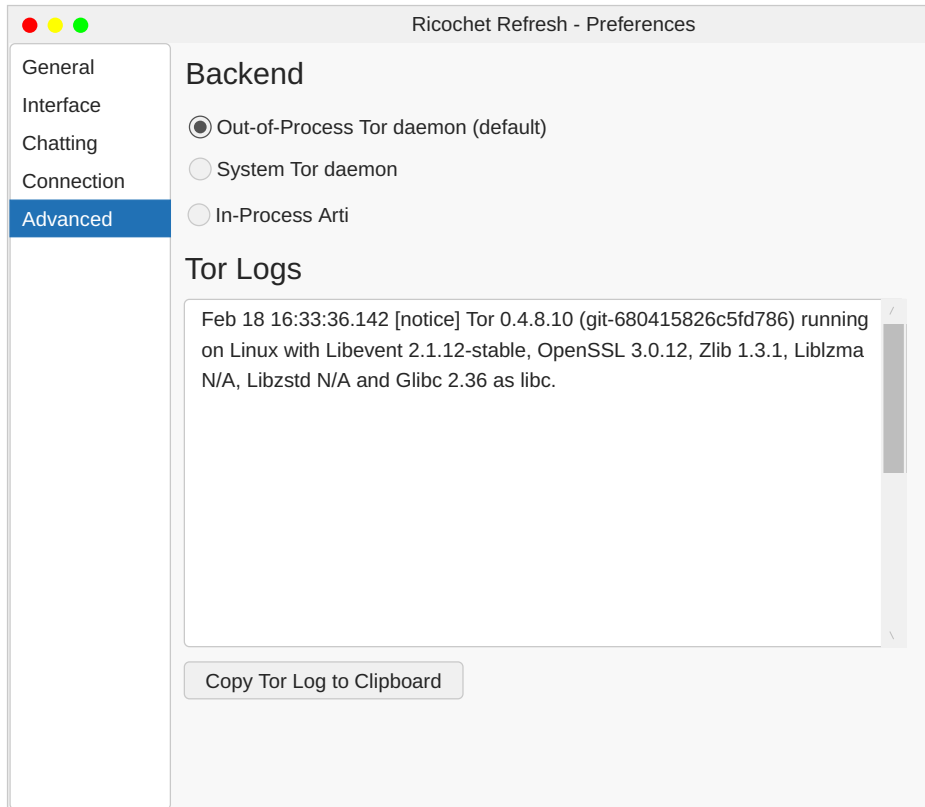 Ricochet Refresh - Preferences
General
Interface
Chatting
Connection
Advanced
Backend
Out-of-Process Tor daemon (default)
System Tor daemon
In-Process Arti
Tor Logs
Feb 18 16:33:36.142 [notice] Tor 0.4.8.10 (git-680415826c5fd786) running
on Linux with Libevent 2.1.12-stable, OpenSSL 3.0.12, Zlib 1.3.1, Liblzma
N/A, Libzstd N/A and Glibc 2.36 as libc.
Copy Tor Log to Clipboard